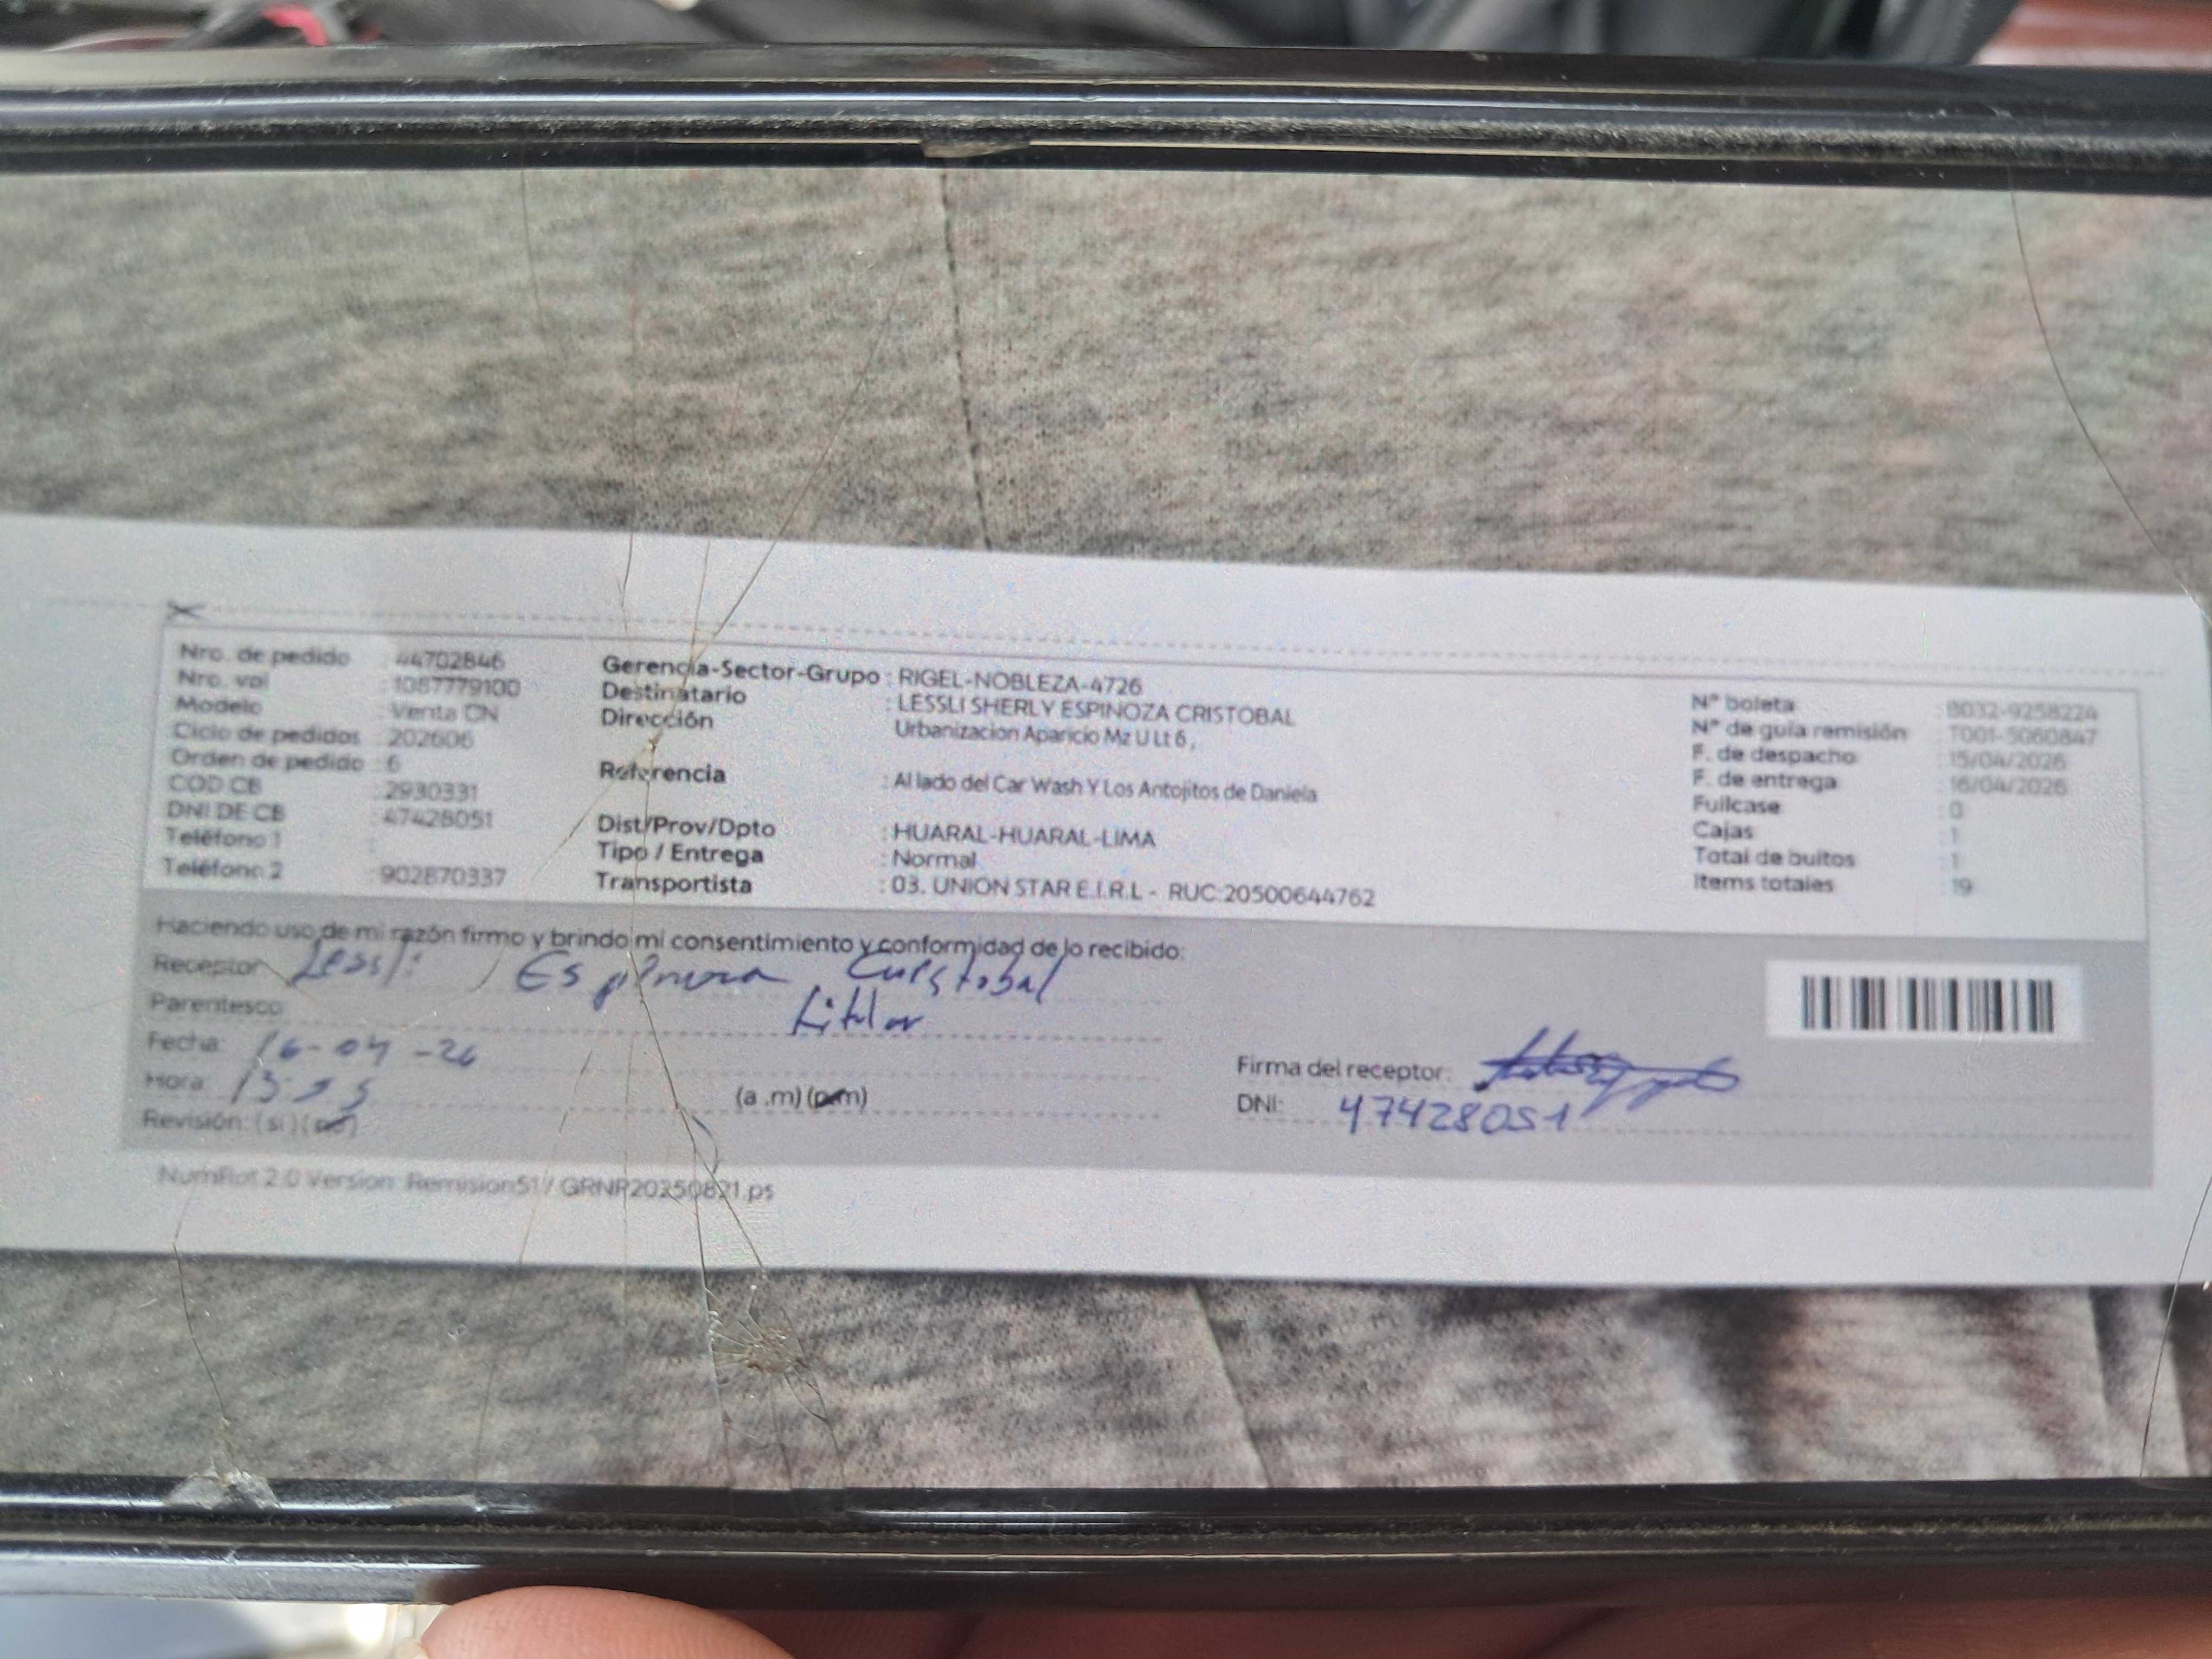 Nro. de pedido : 44702846
Nro. vol : 1087779100
Modelo : Venta CN
Ciclo de pedidos : 202606
Orden de pedido : 6
COD CB : 2930331
DNI DE CB : 47428051
Teléfono 1 :
Teléfono 2 : 902870337
Gerencia-Sector-Grupo : RIGEL-NOBLEZA-4726
Destinatario : LESSLI SHERLY ESPINOZA CRISTOBAL
Dirección Urbanizacion Aparicio Mz U Lt 6 ,
Referencia : Al lado del Car Wash Y Los Antojitos de Daniela
Dist/Prov/Dpto : HUARAL-HUARAL-LIMA
Tipo / Entrega : Normal
Transportista : 03. UNION STAR E.I.R.L - RUC:20500644762
N° boleta : B032-9258224
N° de guía remisión : T001-5060847
F. de despacho : 15/04/2026
F. de entrega : 16/04/2026
Fullcase : 0
Cajas : 1
Total de bultos : 1
Items totales : 19
Haciendo uso de mi razón firmo y brindo mi consentimiento y conformidad de lo recibido:
Receptor Lessli Espinoza Cristobal
Parentesco: titular
Fecha: 16-04-26
Hora: (a .m) (p.m)
Revisión: ( si ) ( no )
Firma del receptor:
DNI: 47428051
NumRot 2.0 Version Remision51 / GRNP20250821.ps